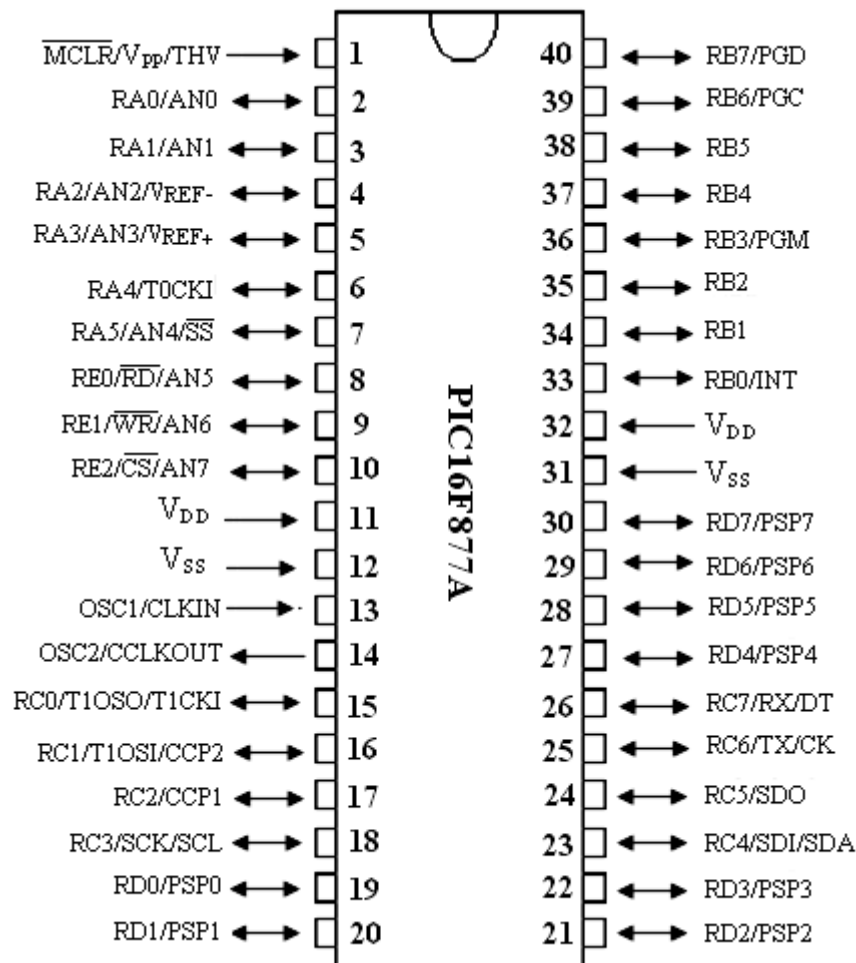 M̅C̅L̅R̅/VPP/THV 1 40 RB7/PGD
RA0/AN0 2 39 RB6/PGC
RA1/AN1 3 38 RB5
RA2/AN2/VREF- 4 37 RB4
RA3/AN3/VREF+ 5 36 RB3/PGM
RA4/T0CKI 6 35 RB2
RA5/AN4/S̅S̅ 7 34 RB1
RE0/R̅D̅/AN5 8 33 RB0/INT
RE1/W̅R̅/AN6 9 32 VDD
RE2/C̅S̅/AN7 10 31 VSS
VDD 11 30 RD7/PSP7
VSS 12 29 RD6/PSP6
OSC1/CLKIN 13 28 RD5/PSP5
OSC2/CCLKOUT 14 27 RD4/PSP4
RC0/T1OSO/T1CKI 15 26 RC7/RX/DT
RC1/T1OSI/CCP2 16 25 RC6/TX/CK
RC2/CCP1 17 24 RC5/SDO
RC3/SCK/SCL 18 23 RC4/SDI/SDA
RD0/PSP0 19 22 RD3/PSP3
RD1/PSP1 20 21 RD2/PSP2
PIC16F877A